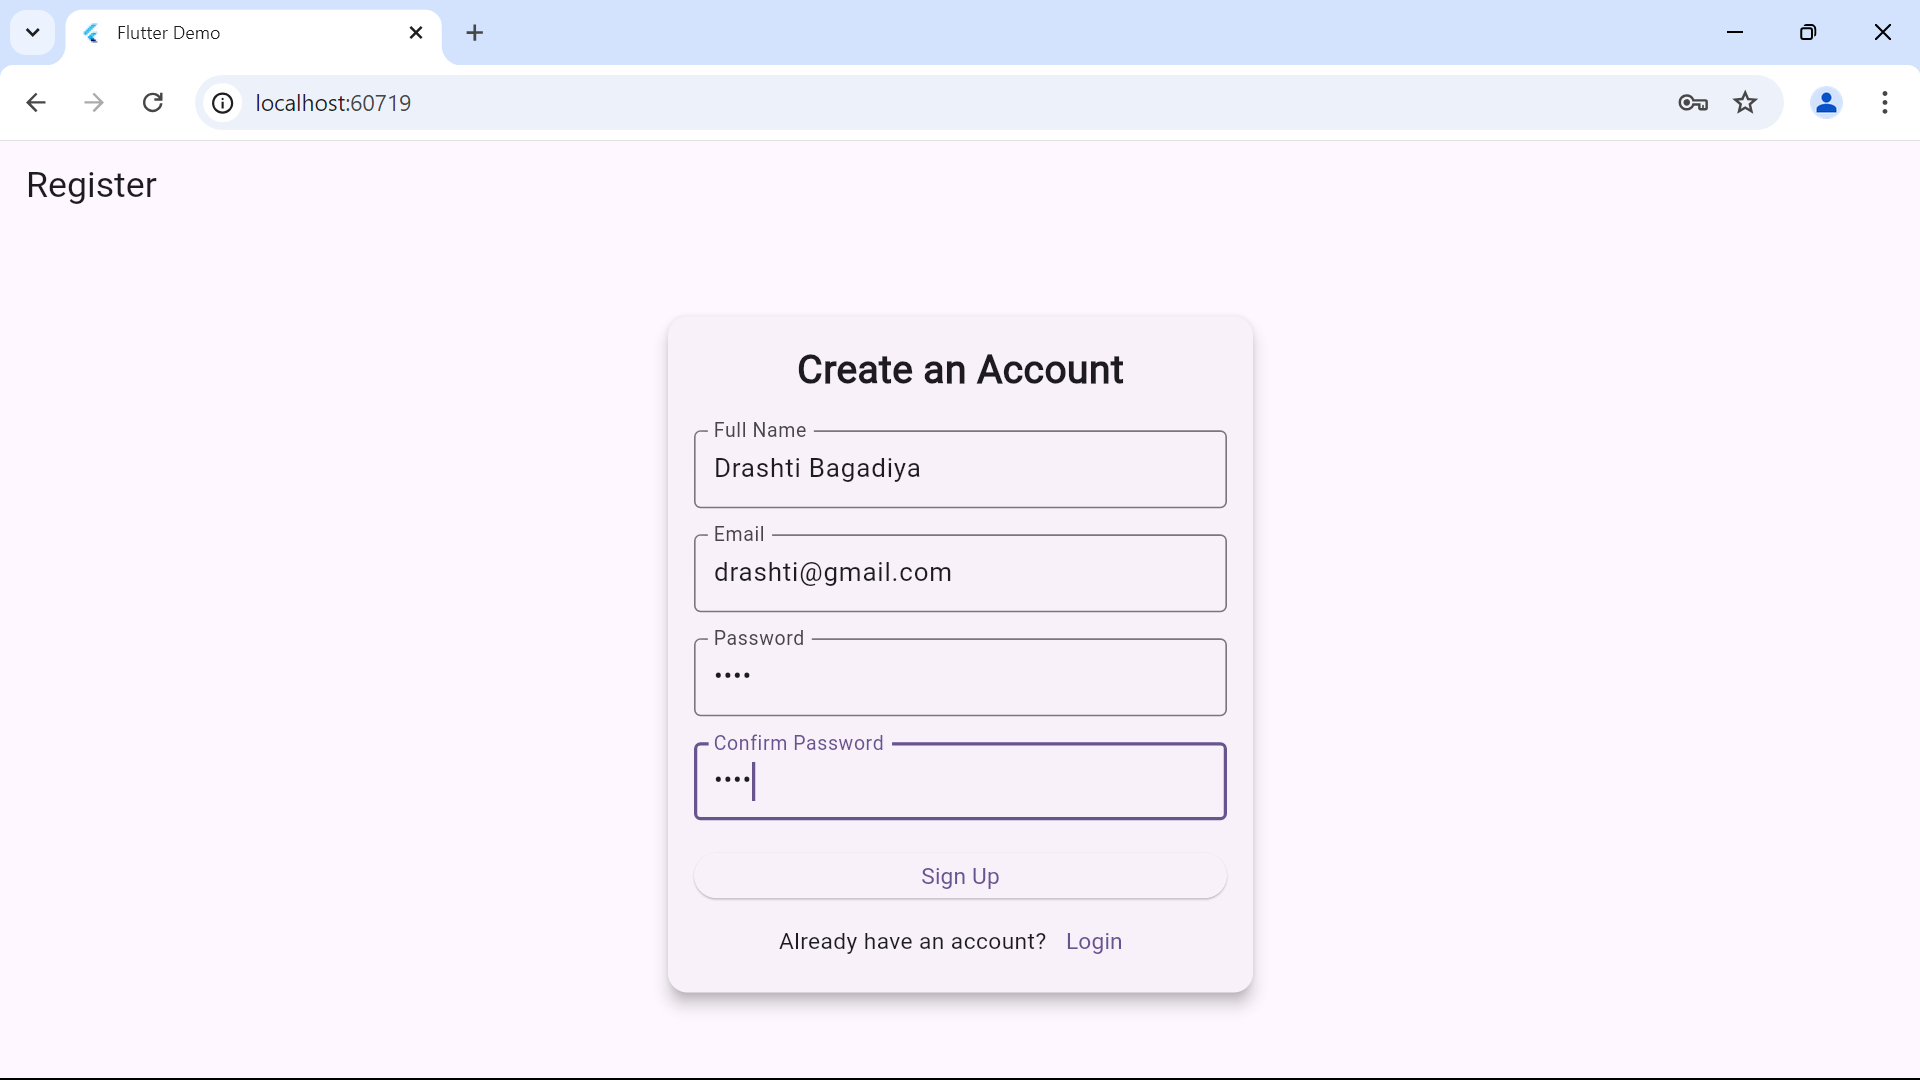 Flutter Demo
localhost:60719
Register
Create an Account
Full Name
Drashti Bagadiya
Email
drashti@gmail.com
Password
••••
Confirm Password
••••
Sign Up
Already have an account? Login